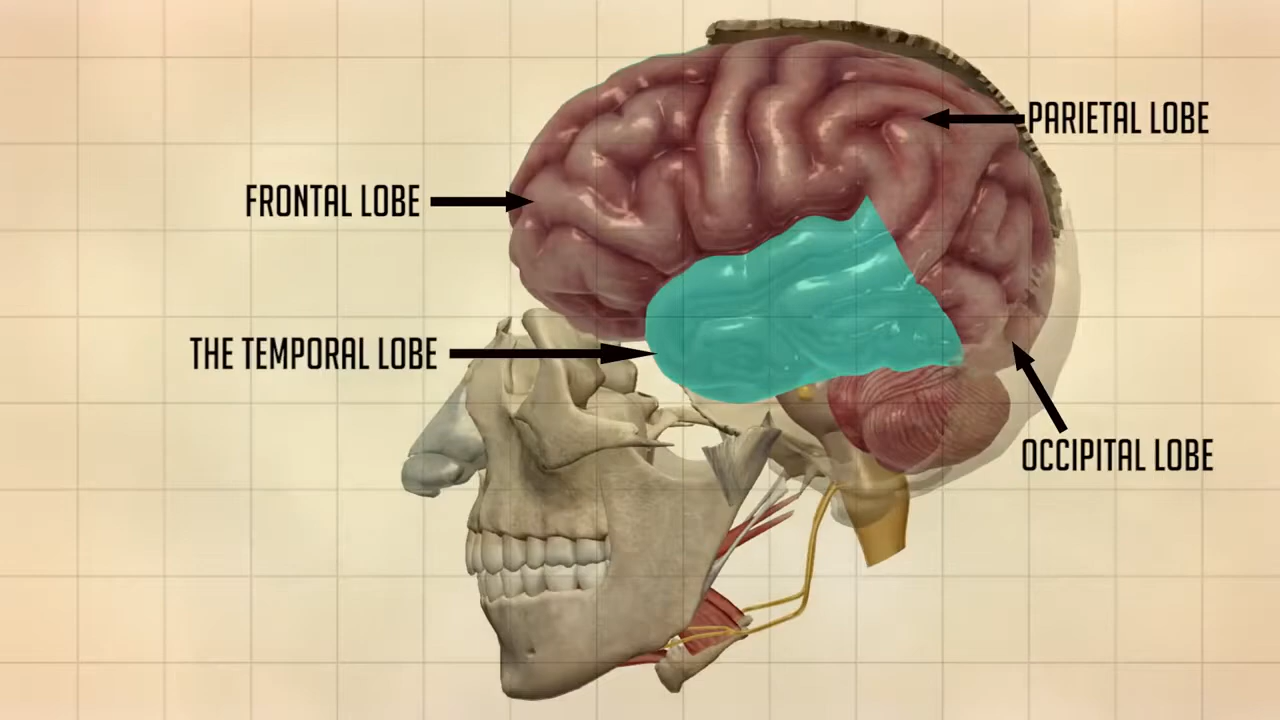 PARIETAL LOBE
FRONTAL LOBE
THE TEMPORAL LOBE
OCCIPITAL LOBE